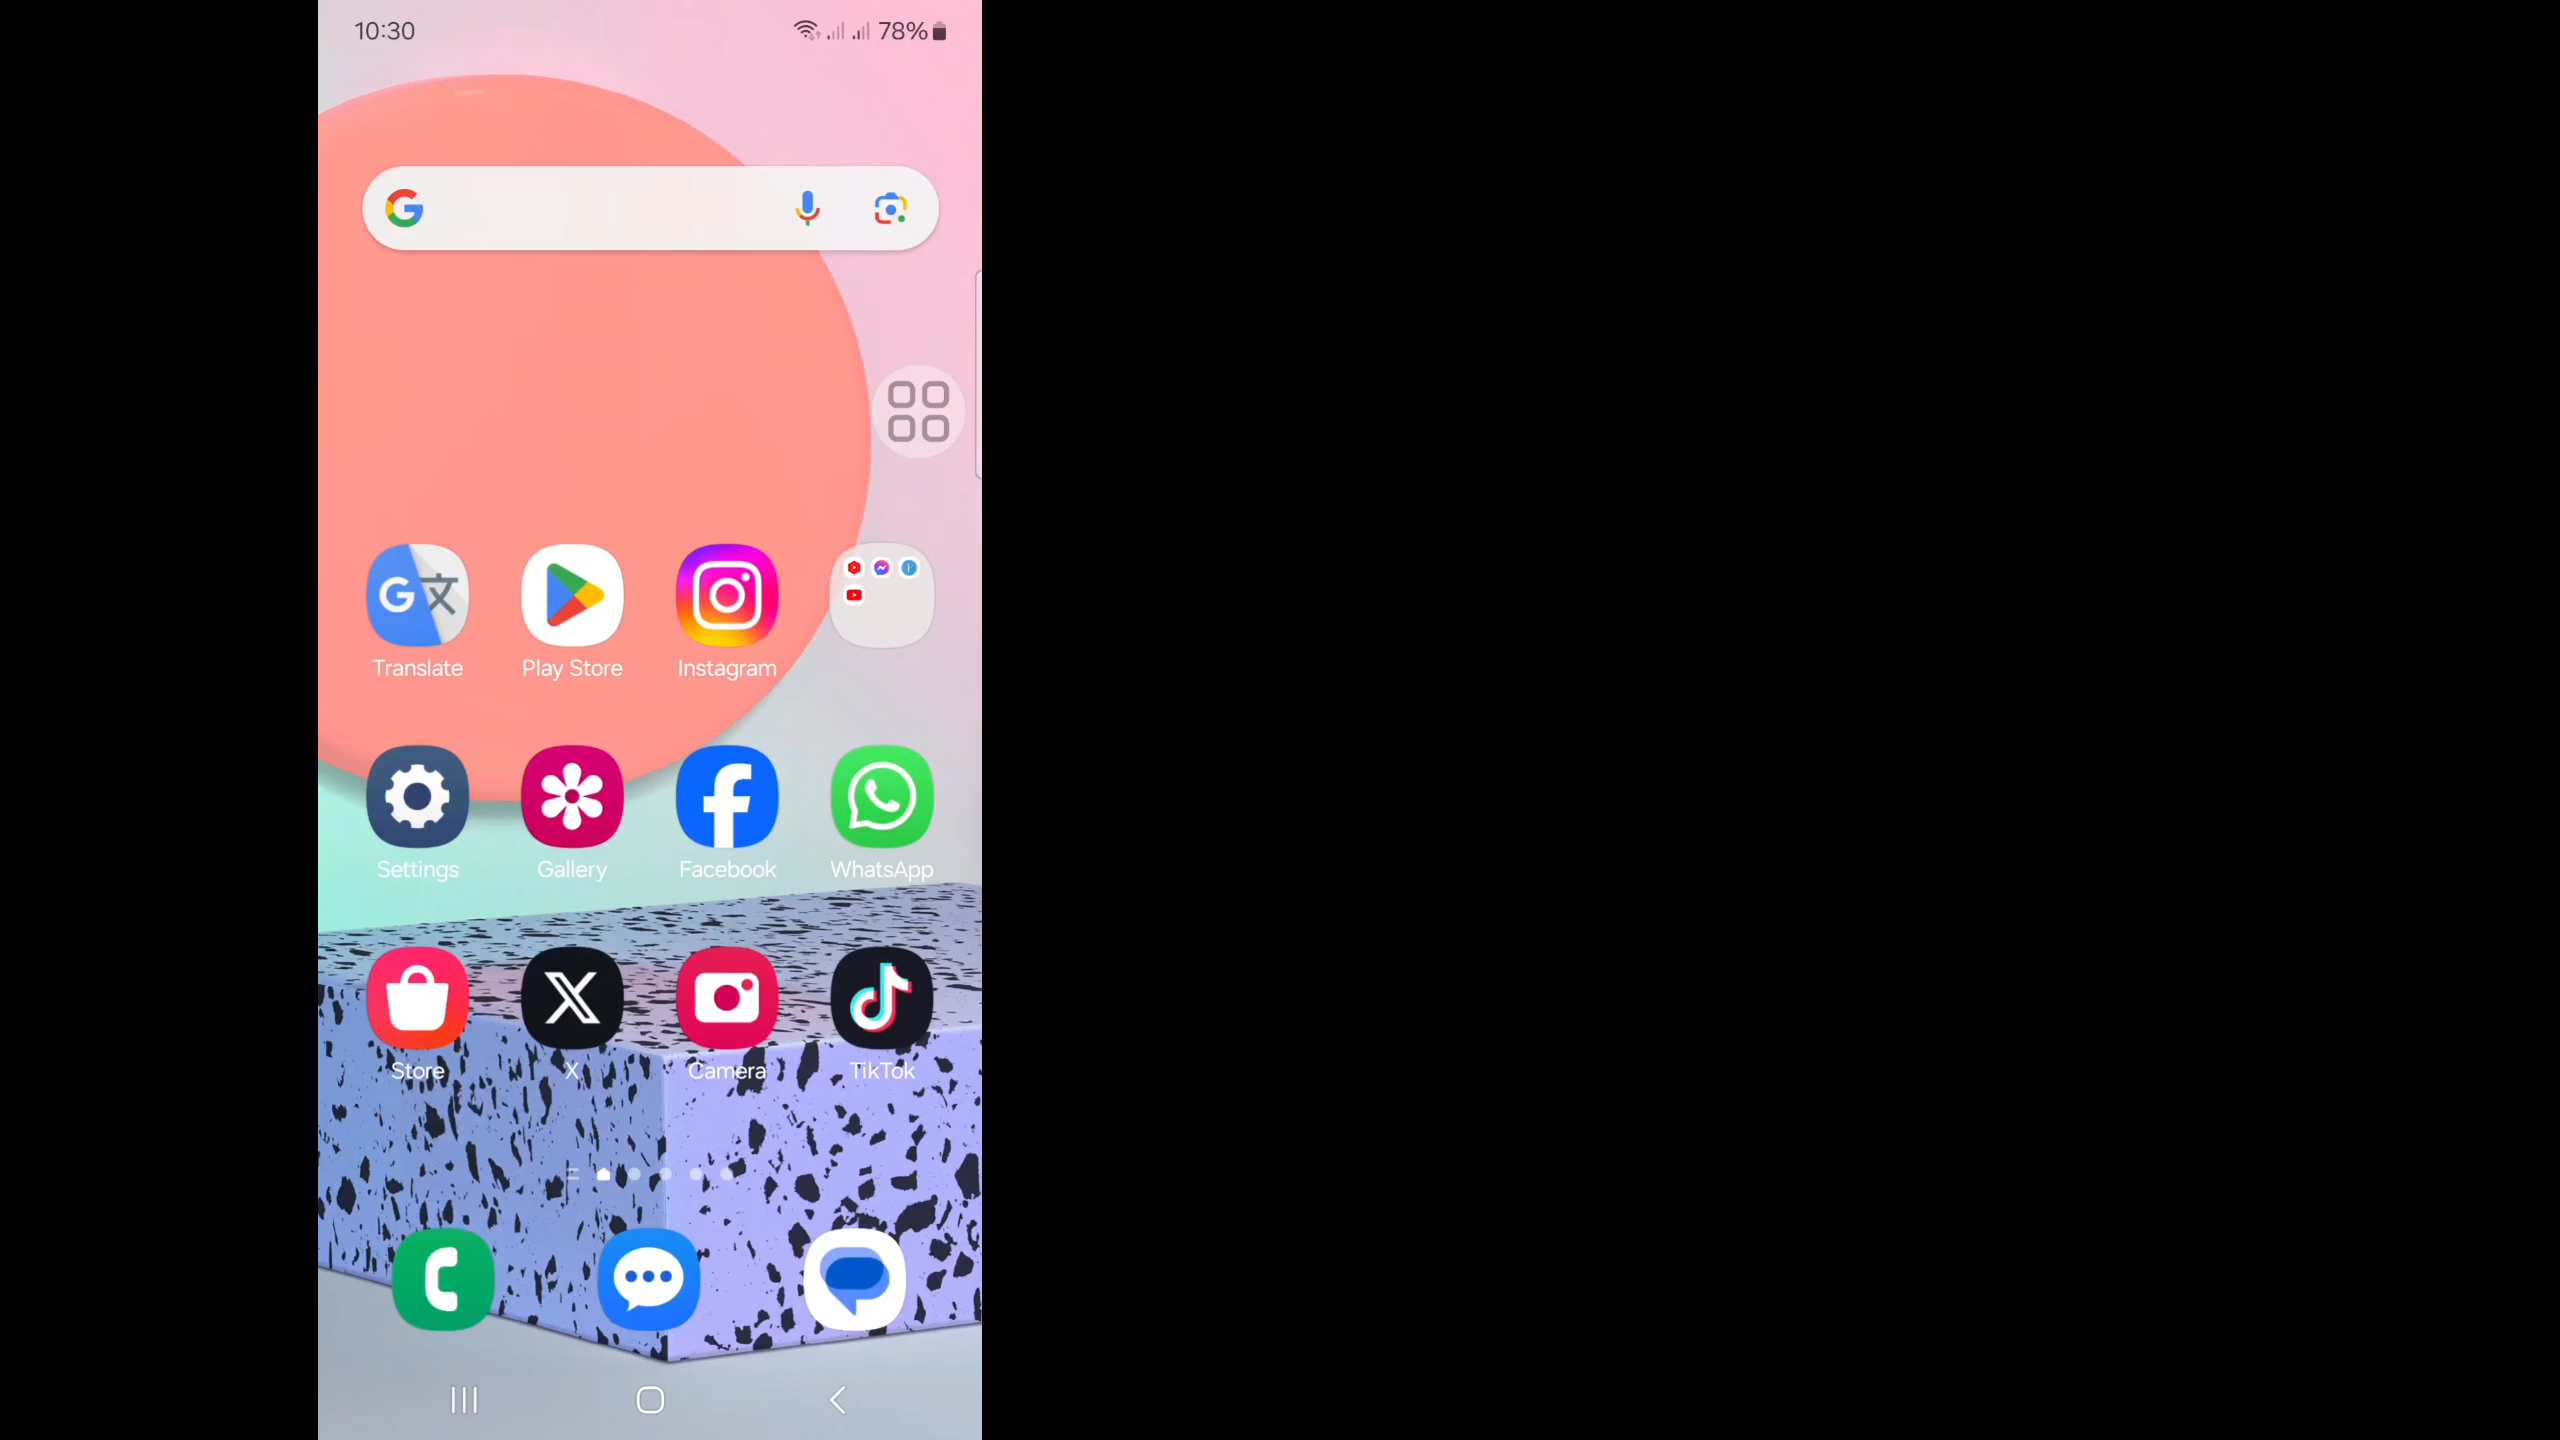 10:30 78%
Translate Play Store Instagram
Settings Gallery Facebook WhatsApp
Store X Camera TikTok